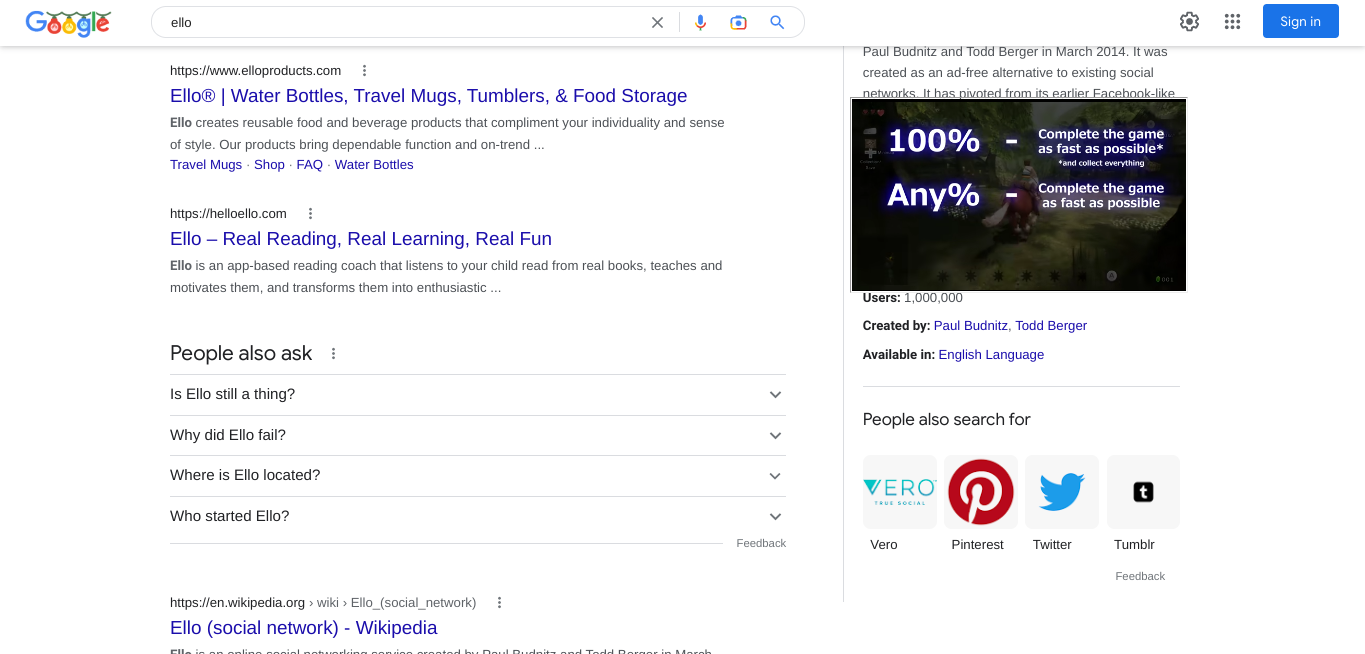 Google
ello
Sign in
https://www.elloproducts.com
Ello® | Water Bottles, Travel Mugs, Tumblers, & Food Storage
Ello creates reusable food and beverage products that compliment your individuality and sense
of style. Our products bring dependable function and on-trend ...
Travel Mugs · Shop · FAQ · Water Bottles
https://helloello.com
Ello – Real Reading, Real Learning, Real Fun
Ello is an app-based reading coach that listens to your child read from real books, teaches and
motivates them, and transforms them into enthusiastic ...
People also ask
Is Ello still a thing?
Why did Ello fail?
Where is Ello located?
Who started Ello?
Feedback
https://en.wikipedia.org › wiki › Ello_(social_network)
Ello (social network) - Wikipedia
Ello is an online social networking service created by Paul Budnitz and Todd Berger in March
Paul Budnitz and Todd Berger in March 2014. It was
created as an ad-free alternative to existing social
networks. It has pivoted from its earlier Facebook-like
100% - Complete the game
as fast as possible*
*and collect everything
Any% - Complete the game
as fast as possible
Users: 1,000,000
Created by: Paul Budnitz, Todd Berger
Available in: English Language
People also search for
VERO
TRUE SOCIAL
Vero
Pinterest
Twitter
Tumblr
Feedback